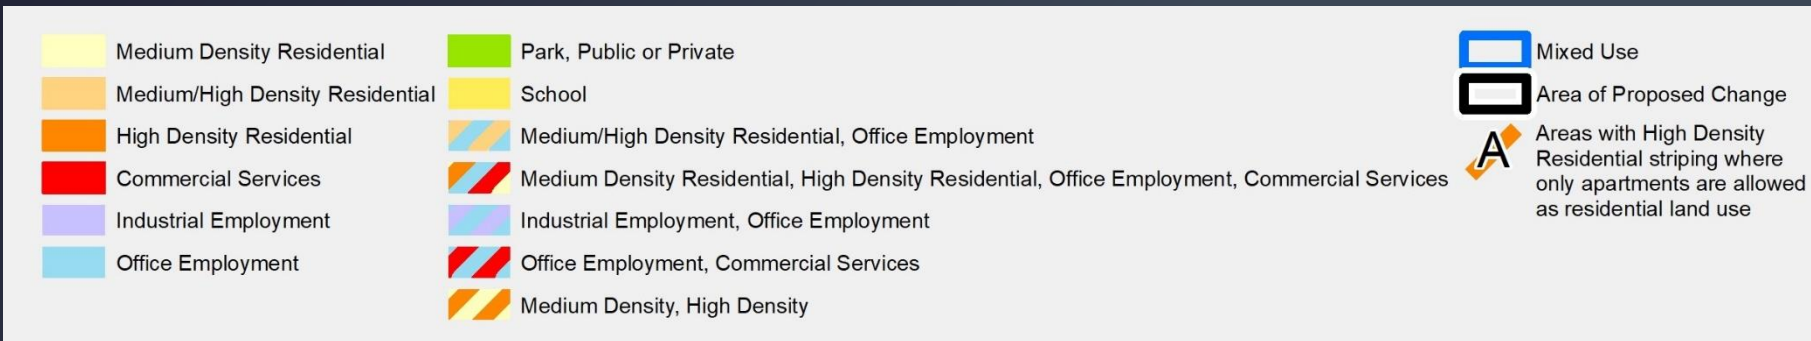 Medium Density Residential
Medium/High Density Residential
High Density Residential
Commercial Services
Industrial Employment
Office Employment
Park, Public or Private
School
Medium/High Density Residential, Office Employment
Medium Density Residential, High Density Residential, Office Employment, Commercial Services
Industrial Employment, Office Employment
Office Employment, Commercial Services
Medium Density, High Density
Mixed Use
Area of Proposed Change
A
Areas with High Density
Residential striping where
only apartments are allowed
as residential land use